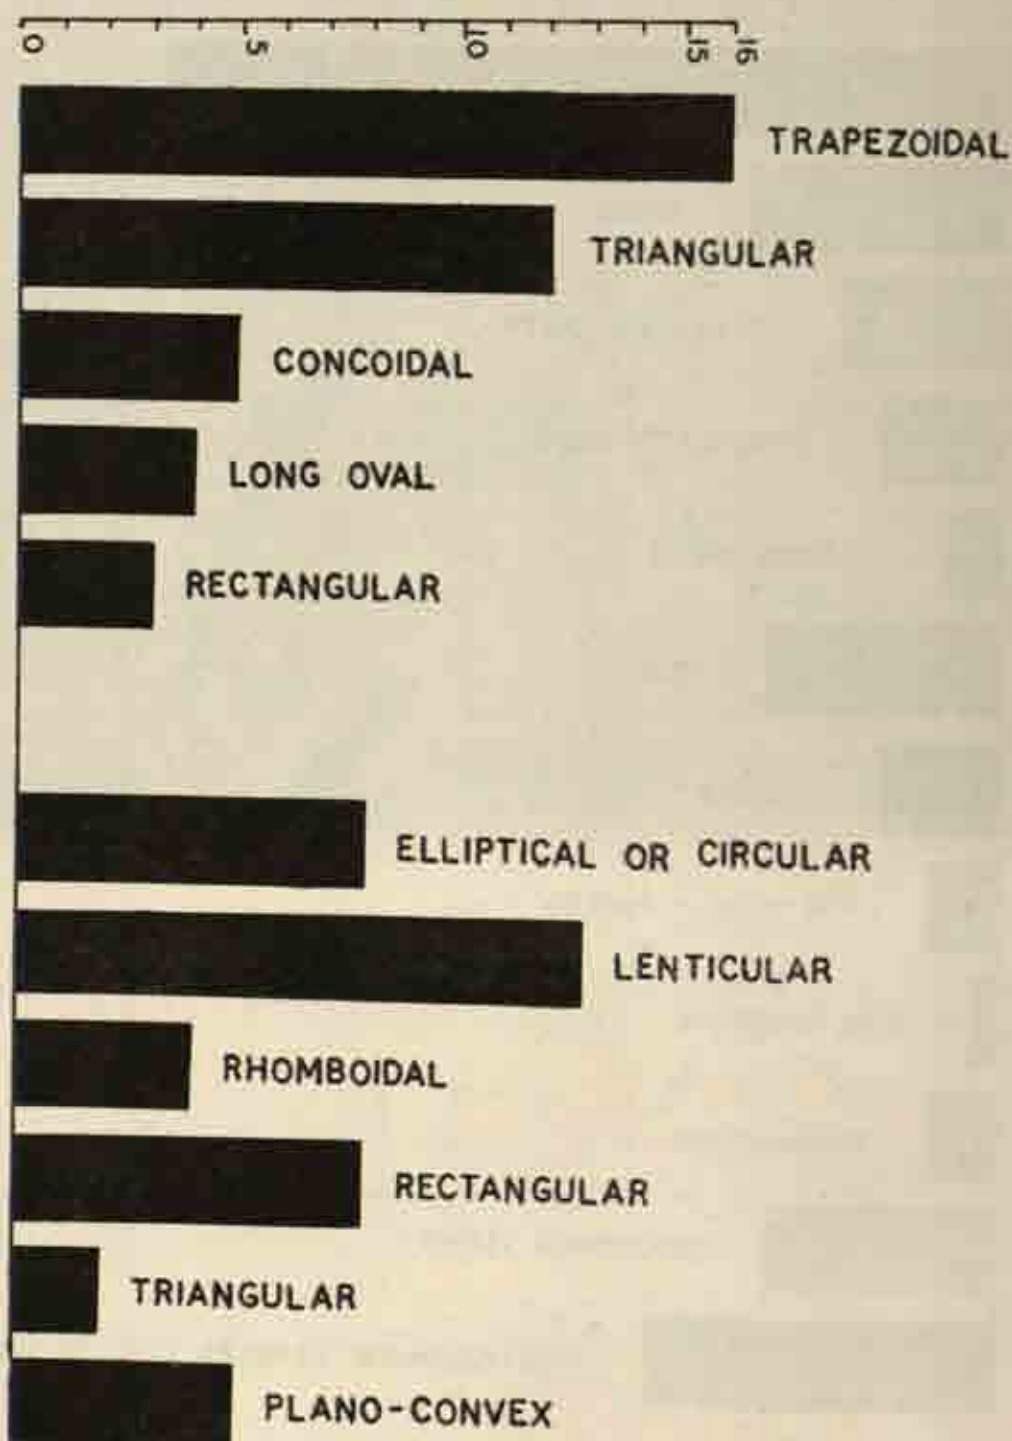 0 5 10 15 16
TRAPEZOIDAL
TRIANGULAR
CONCOIDAL
LONG OVAL
RECTANGULAR
ELLIPTICAL OR CIRCULAR
LENTICULAR
RHOMBOIDAL
RECTANGULAR
TRIANGULAR
PLANO-CONVEX